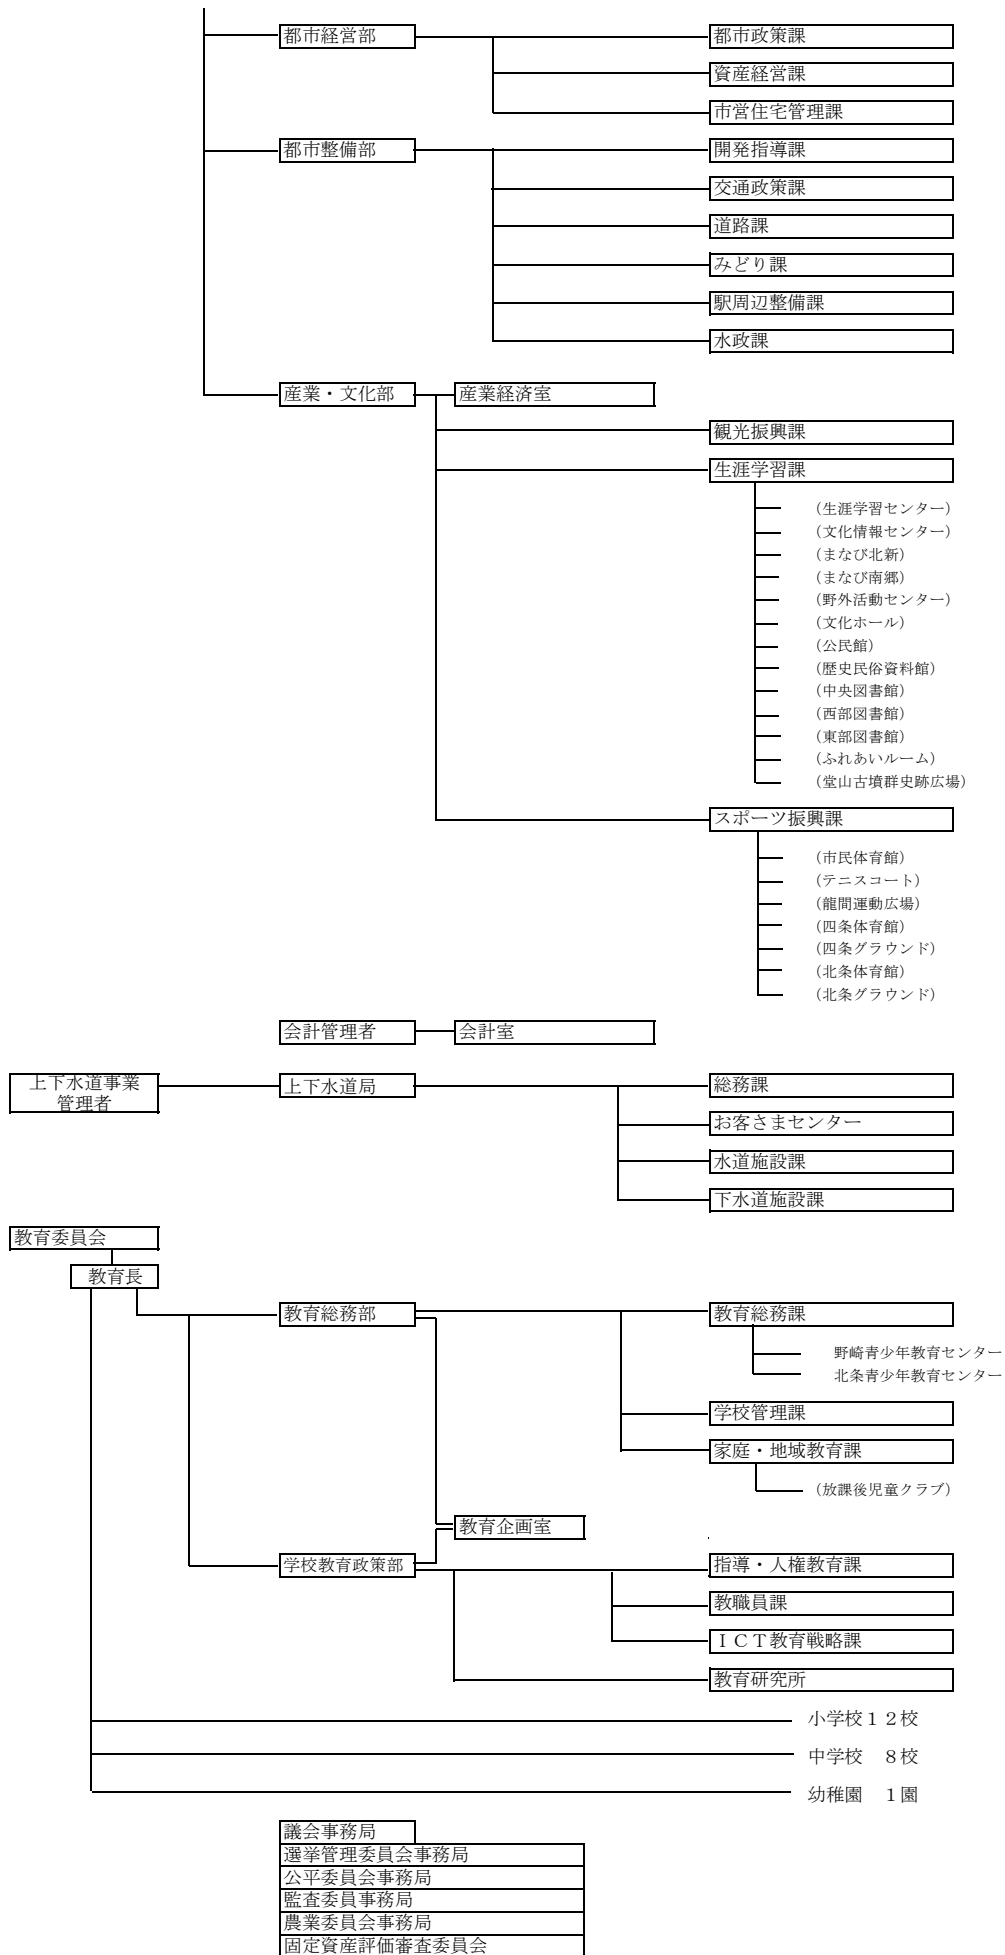 都市経営部
都市政策課
資産経営課
市営住宅管理課
都市整備部
開発指導課
交通政策課
道路課
みどり課
駅周辺整備課
水政課
産業・文化部
産業経済室
観光振興課
生涯学習課
（生涯学習センター）
（文化情報センター）
（まなび北新）
（まなび南郷）
（野外活動センター）
（文化ホール）
（公民館）
（歴史民俗資料館）
（中央図書館）
（西部図書館）
（東部図書館）
（ふれあいルーム）
（堂山古墳群史跡広場）
スポーツ振興課
（市民体育館）
（テニスコート）
（龍間運動広場）
（四条体育館）
（四条グラウンド）
（北条体育館）
（北条グラウンド）
会計管理者
会計室
上下水道事業
管理者
上下水道局
総務課
お客さまセンター
水道施設課
下水道施設課
教育委員会
教育長
教育総務部
教育総務課
野崎青少年教育センター
北条青少年教育センター
学校管理課
家庭・地域教育課
（放課後児童クラブ）
教育企画室
学校教育政策部
指導・人権教育課
教職員課
ＩＣＴ教育戦略課
教育研究所
小学校１２校
中学校　８校
幼稚園　１園
議会事務局
選挙管理委員会事務局
公平委員会事務局
監査委員事務局
農業委員会事務局
固定資産評価審査委員会